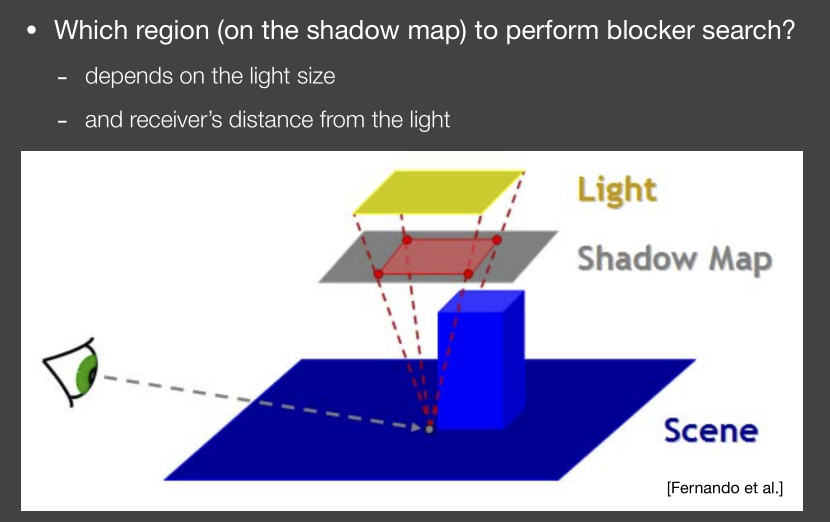 • Which region (on the shadow map) to perform blocker search?
- depends on the light size
- and receiver’s distance from the light
Light
Shadow Map
Scene
[Fernando et al.]